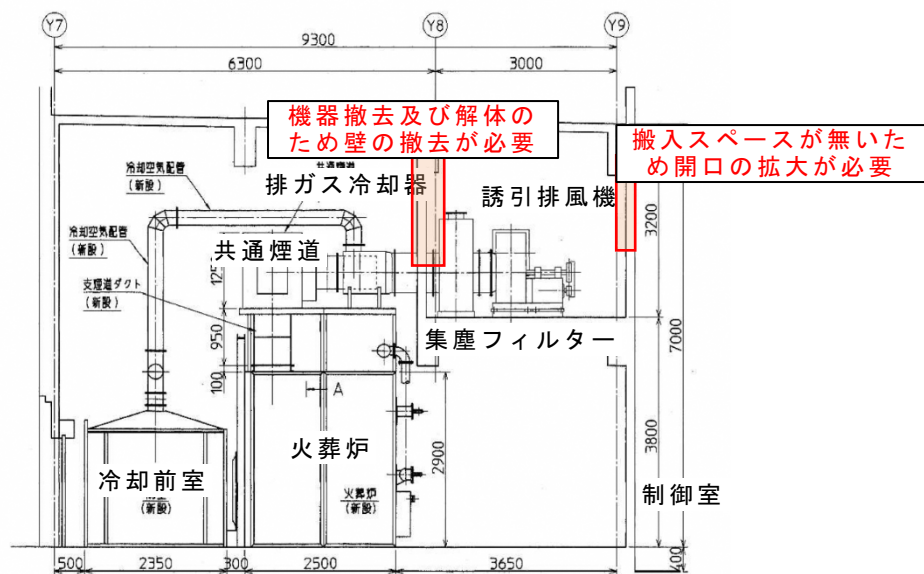 Y7
Y8
Y9
9300
6300
3000
機器撤去及び解体の
ため壁の撤去が必要
搬入スペースが無いた
め開口の拡大が必要
冷却空気配管
(新設)
排ガス冷却器
誘引排風機
3200
冷却空気配管
(新設)
共通煙道
支煙道ダクト
(新設)
950
集塵フィルター
7000
100
A
2900
3800
冷却前室
(新設)
火葬炉
火葬炉
(新設)
制御室
500
2350
300
2500
3650
400